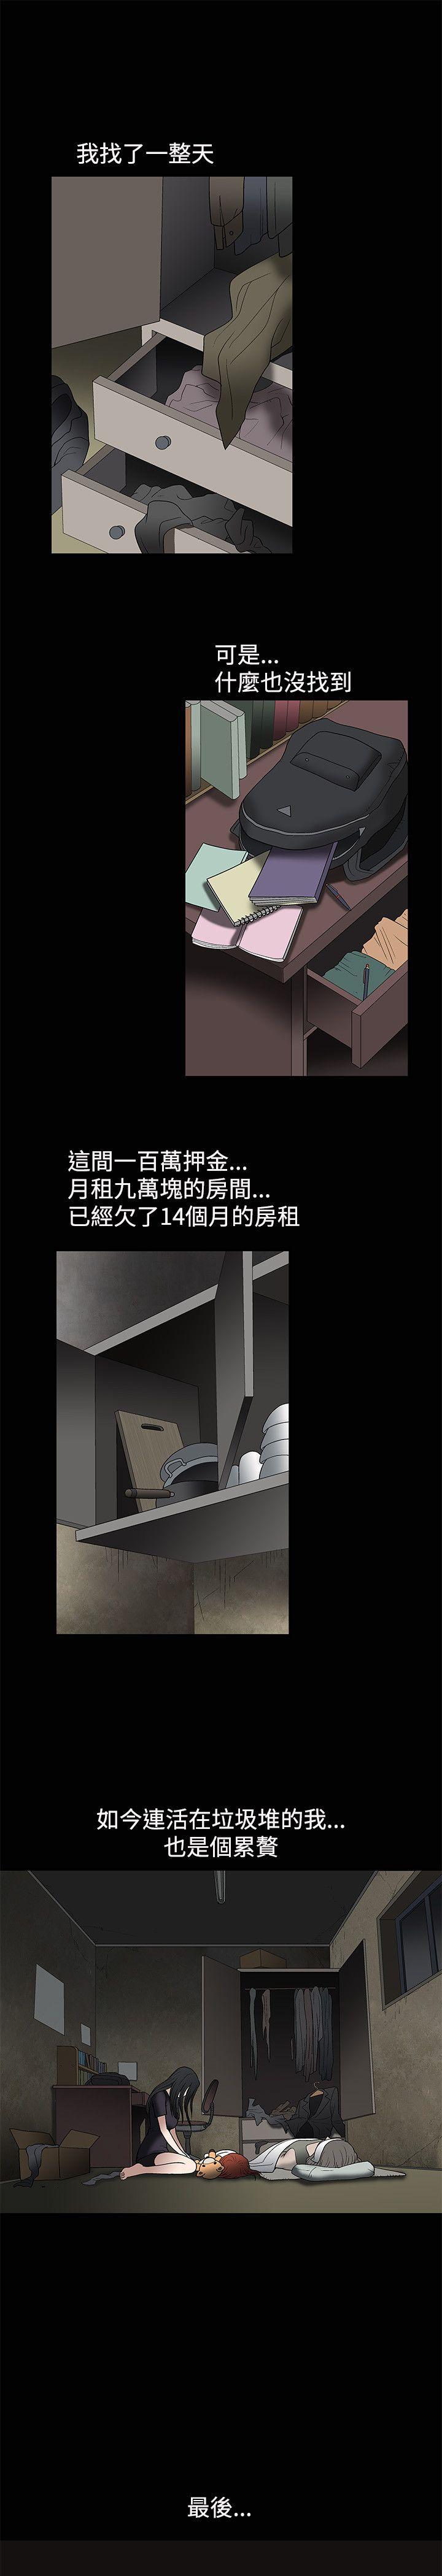 我找了一整天
可是...
什麼也沒找到
這間一百萬押金...
月租九萬塊的房間...
已經欠了14個月的房租
如今連活在垃圾堆的我...
也是個累贅
最後...